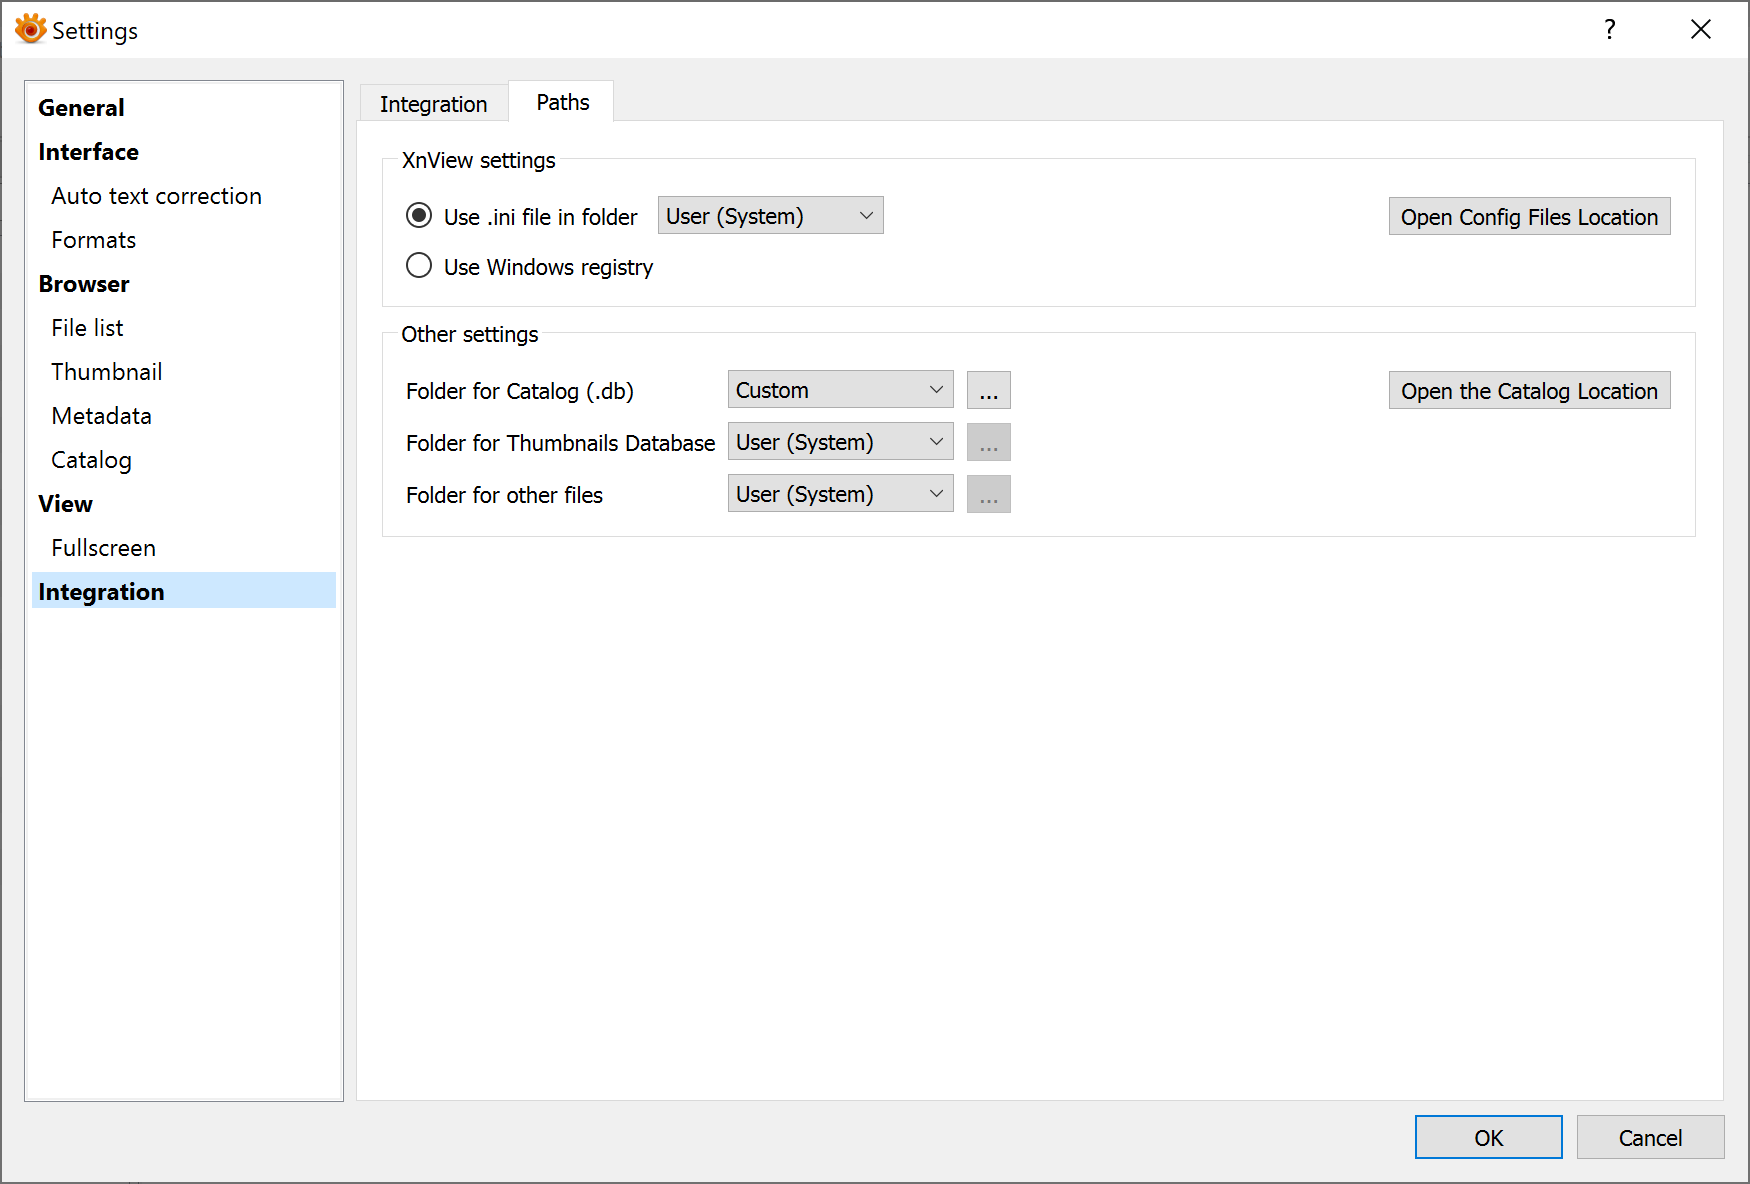 Settings
?
General
Interface
Auto text correction
Formats
Browser
File list
Thumbnail
Metadata
Catalog
View
Fullscreen
Integration
Integration Paths
XnView settings
Use .ini file in folder User (System) Open Config Files Location
Use Windows registry
Other settings
Folder for Catalog (.db) Custom ... Open the Catalog Location
Folder for Thumbnails Database User (System) ...
Folder for other files User (System) ...
OK Cancel